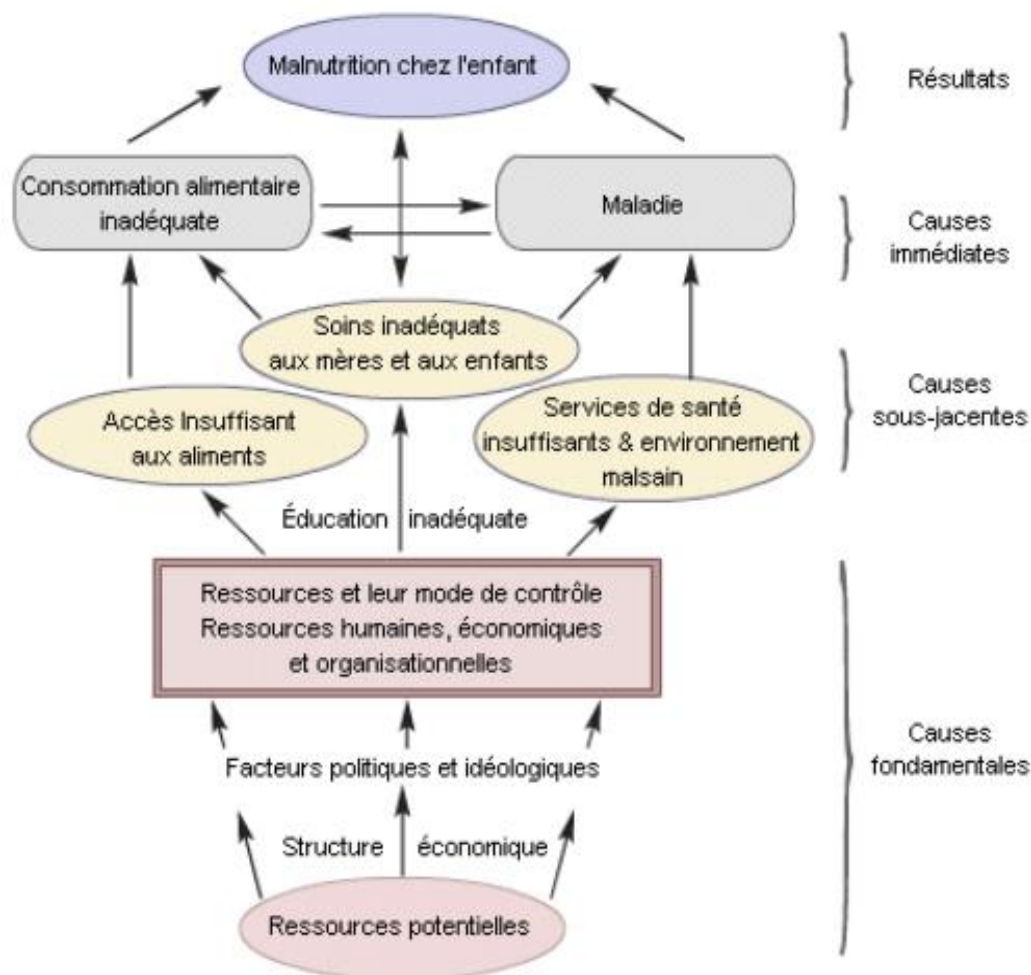 Malnutrition chez l'enfant
Résultats
Consommation alimentaire
inadéquate
Maladie
Causes
immédiates
Soins inadéquats
aux mères et aux enfants
Accès Insuffisant
aux aliments
Services de santé
insuffisants & environnement
malsain
Causes
sous-jacentes
Éducation inadéquate
Ressources et leur mode de contrôle
Ressources humaines, économiques
et organisationnelles
Facteurs politiques et idéologiques
Causes
fondamentales
Structure économique
Ressources potentielles